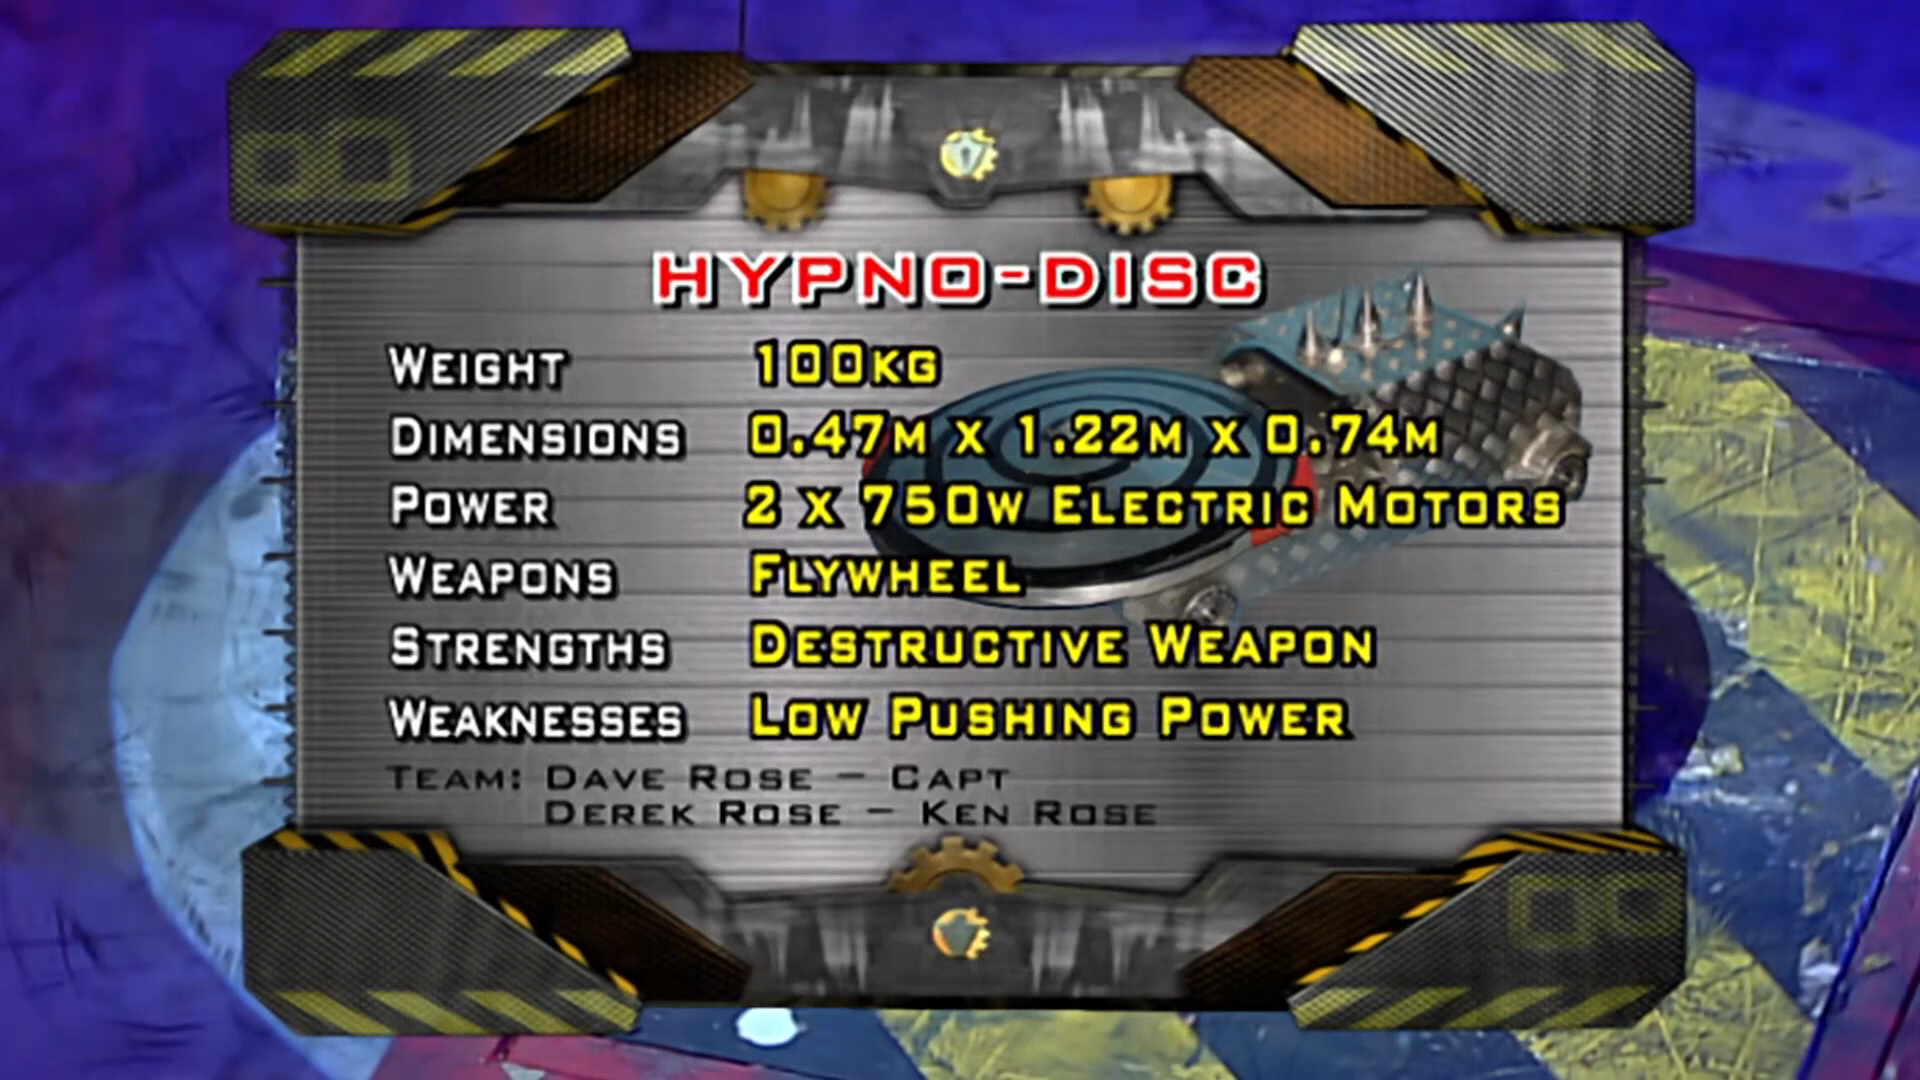 HYPNO-DISC
WEIGHT 100KG
DIMENSIONS 0.47M X 1.22M X 0.74M
POWER 2 X 750W ELECTRIC MOTORS
WEAPONS FLYWHEEL
STRENGTHS DESTRUCTIVE WEAPON
WEAKNESSES LOW PUSHING POWER
TEAM: DAVE ROSE – CAPT
DEREK ROSE – KEN ROSE